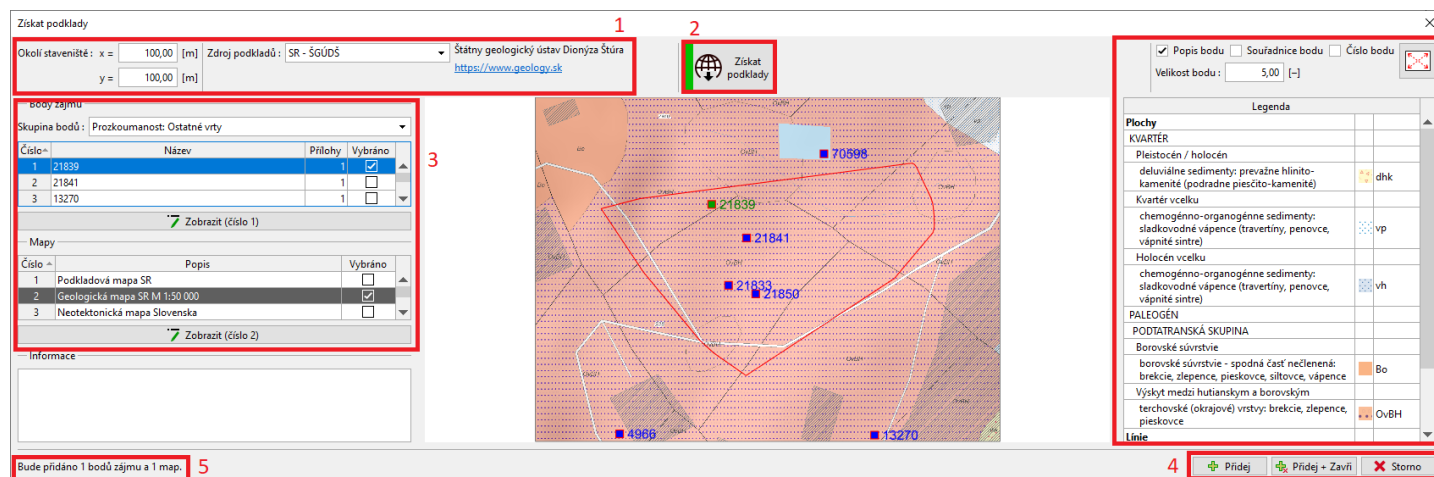 Získat podklady
1
2
Okolí staveniště : x = 100,00 [m] Zdroj podkladů : SR - ŠGÚDŠ Štátny geologický ústav Dionýza Štúra
y = 100,00 [m] https://www.geology.sk
Získat
podklady
Popis bodu Souřadnice bodu Číslo bodu
Velikost bodu : 5,00 [–]
Body zájmu
Skupina bodů : Prozkoumanost: Ostatné vrty
Číslo Název Přílohy Vybráno
1 21839 1
2 21841 1
3 13270 1
Zobrazit (číslo 1)
3
Mapy
Číslo Popis Vybráno
1 Podkladová mapa SR
2 Geologická mapa SR M 1:50 000
3 Neotektonická mapa Slovenska
Zobrazit (číslo 2)
Informace
OvBH
70598
21839
21841
OvBH
21833
21850
4966
13270
Legenda
Plochy
KVARTÉR
Pleistocén / holocén
deluviálne sedimenty: prevažne hlinito-
kamenité (podradne piesčito-kamenité) dhk
Kvartér vcelku
chemogénno-organogénne sedimenty:
sladkovodné vápence (travertíny, penovce, vp
vápnité sintre)
Holocén vcelku
chemogénno-organogénne sedimenty:
sladkovodné vápence (travertíny, penovce, vh
vápnité sintre)
PALEOGÉN
PODTATRANSKÁ SKUPINA
Borovské súvrstvie
borovské súvrstvie - spodná časť nečlenená:
brekcie, zlepence, pieskovce, siltovce, vápence Bo
Výskyt medzi hutianskym a borovským
terchovské (okrajové) vrstvy: brekcie, zlepence,
pieskovce OvBH
Línie
Bude přidáno 1 bodů zájmu a 1 map. 5
4 Přidej Přidej + Zavři Storno